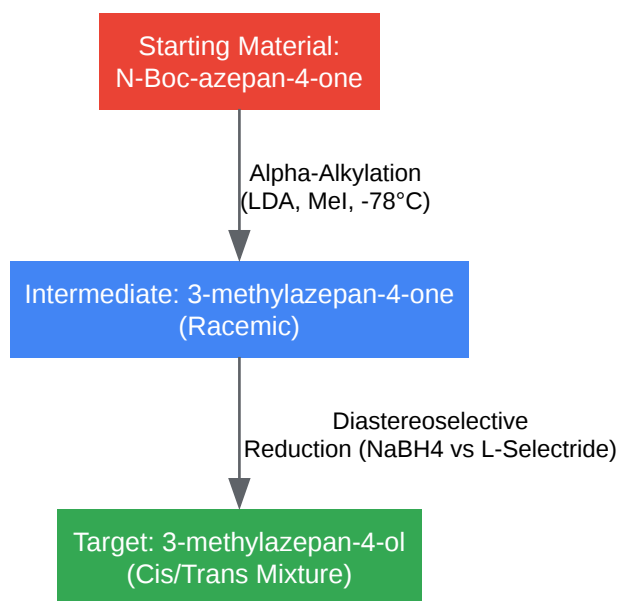 Starting Material:
N-Boc-azepan-4-one
Alpha-Alkylation
(LDA, MeI, -78°C)
Intermediate: 3-methylazepan-4-one
(Racemic)
Diastereoselective
Reduction (NaBH4 vs L-Selectride)
Target: 3-methylazepan-4-ol
(Cis/Trans Mixture)